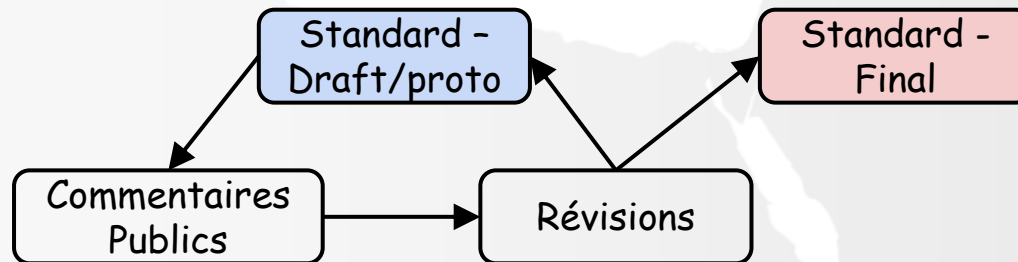 Standard –
Draft/proto
Standard -
Final
Commentaires
Publics
Révisions